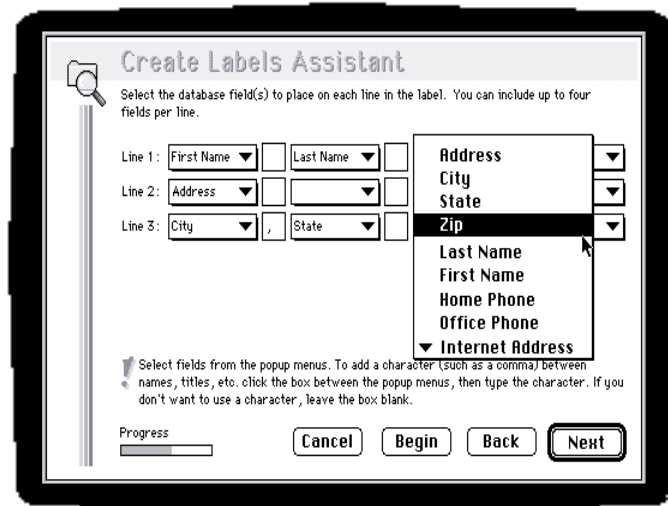 Create Labels Assistant
Select the database field(s) to place on each line in the label. You can include up to four
fields per line.
Line 1: First Name Last Name
Line 2: Address
Line 3: City , State
Address
City
State
Zip
Last Name
First Name
Home Phone
Office Phone
Internet Address
Select fields from the popup menus. To add a character (such as a comma) between
names, titles, etc. click the box between the popup menus, then type the character. If you
don't want to use a character, leave the box blank.
Progress
Cancel Begin Back Next